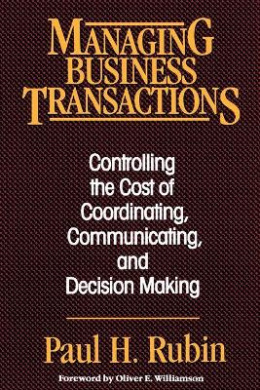 MANAGING
BUSINESS
TRANSACTIONS
Controlling
the Cost of
Coordinating,
Communicating,
and
Decision Making
Paul H. Rubin
Foreword by Oliver E. Williamson